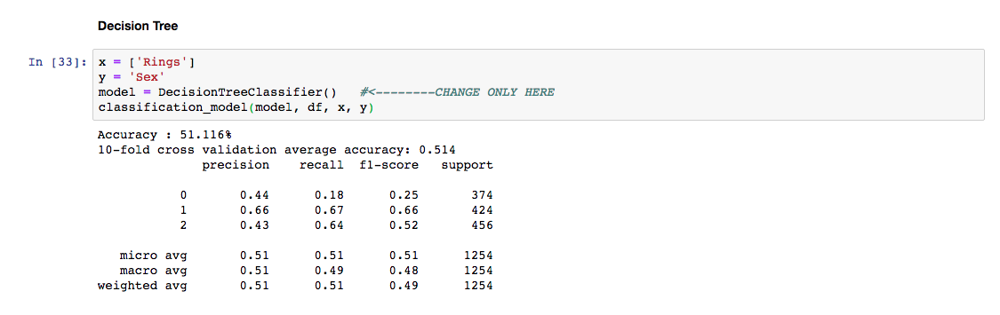 Decision Tree
In [33]: x = ['Rings']
y = 'Sex'
model = DecisionTreeClassifier()   #<--------CHANGE ONLY HERE
classification_model(model, df, x, y)
Accuracy : 51.116%
10-fold cross validation average accuracy: 0.514
precision    recall  f1-score   support
0       0.44      0.18      0.25       374
1       0.66      0.67      0.66       424
2       0.43      0.64      0.52       456
micro avg       0.51      0.51      0.51      1254
macro avg       0.51      0.49      0.48      1254
weighted avg       0.51      0.51      0.49      1254